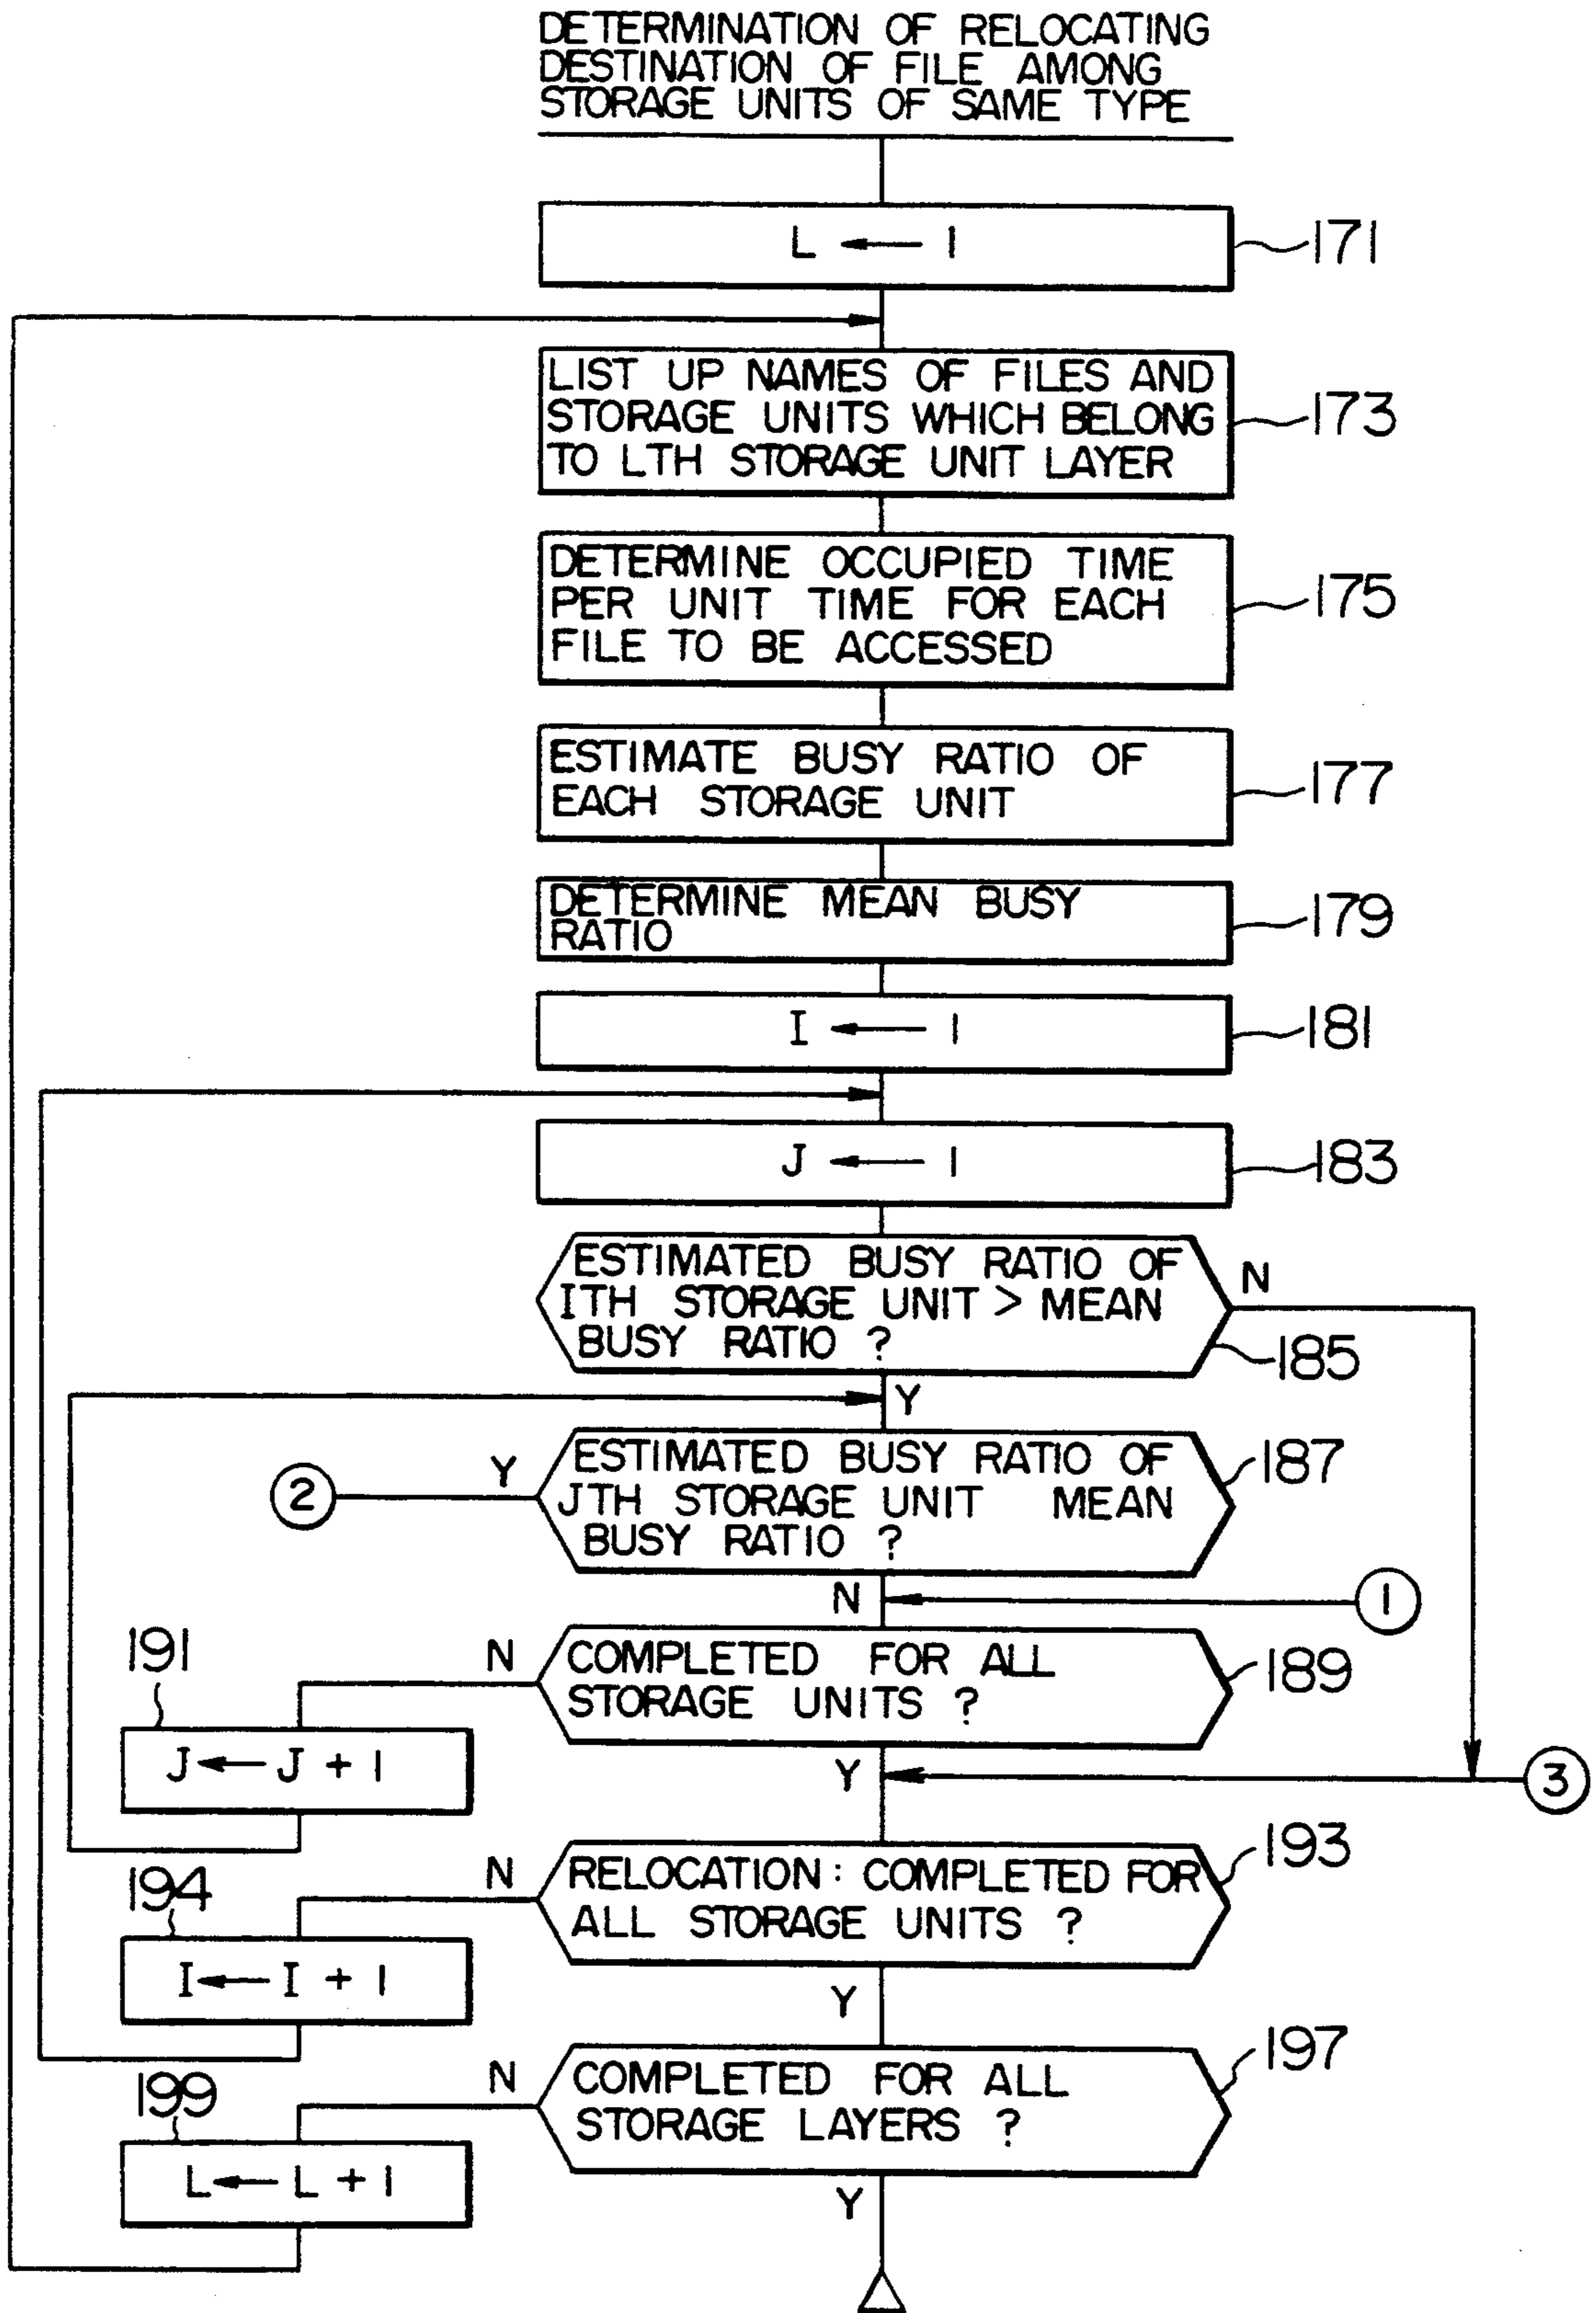 DETERMINATION OF RELOCATING
DESTINATION OF FILE AMONG
STORAGE UNITS OF SAME TYPE
L ← 1
171
LIST UP NAMES OF FILES AND
STORAGE UNITS WHICH BELONG
TO LTH STORAGE UNIT LAYER
173
DETERMINE OCCUPIED TIME
PER UNIT TIME FOR EACH
FILE TO BE ACCESSED
175
ESTIMATE BUSY RATIO OF
EACH STORAGE UNIT
177
DETERMINE MEAN BUSY
RATIO
179
I ← 1
181
J ← 1
183
ESTIMATED BUSY RATIO OF
ITH STORAGE UNIT > MEAN
BUSY RATIO ?
N
185
Y
ESTIMATED BUSY RATIO OF
JTH STORAGE UNIT MEAN
BUSY RATIO ?
187
Y
2
N
1
COMPLETED FOR ALL
STORAGE UNITS ?
189
N
191
J ← J + 1
Y
3
RELOCATION : COMPLETED FOR
ALL STORAGE UNITS ?
193
N
194
I ← I + 1
Y
COMPLETED FOR ALL
STORAGE LAYERS ?
197
N
199
L ← L + 1
Y